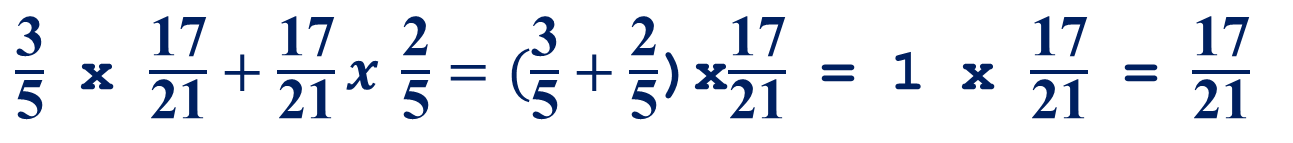 3/5 x 17/21 + 17/21 x 2/5 = (3/5 + 2/5) x 17/21 = 1 x 17/21 = 17/21